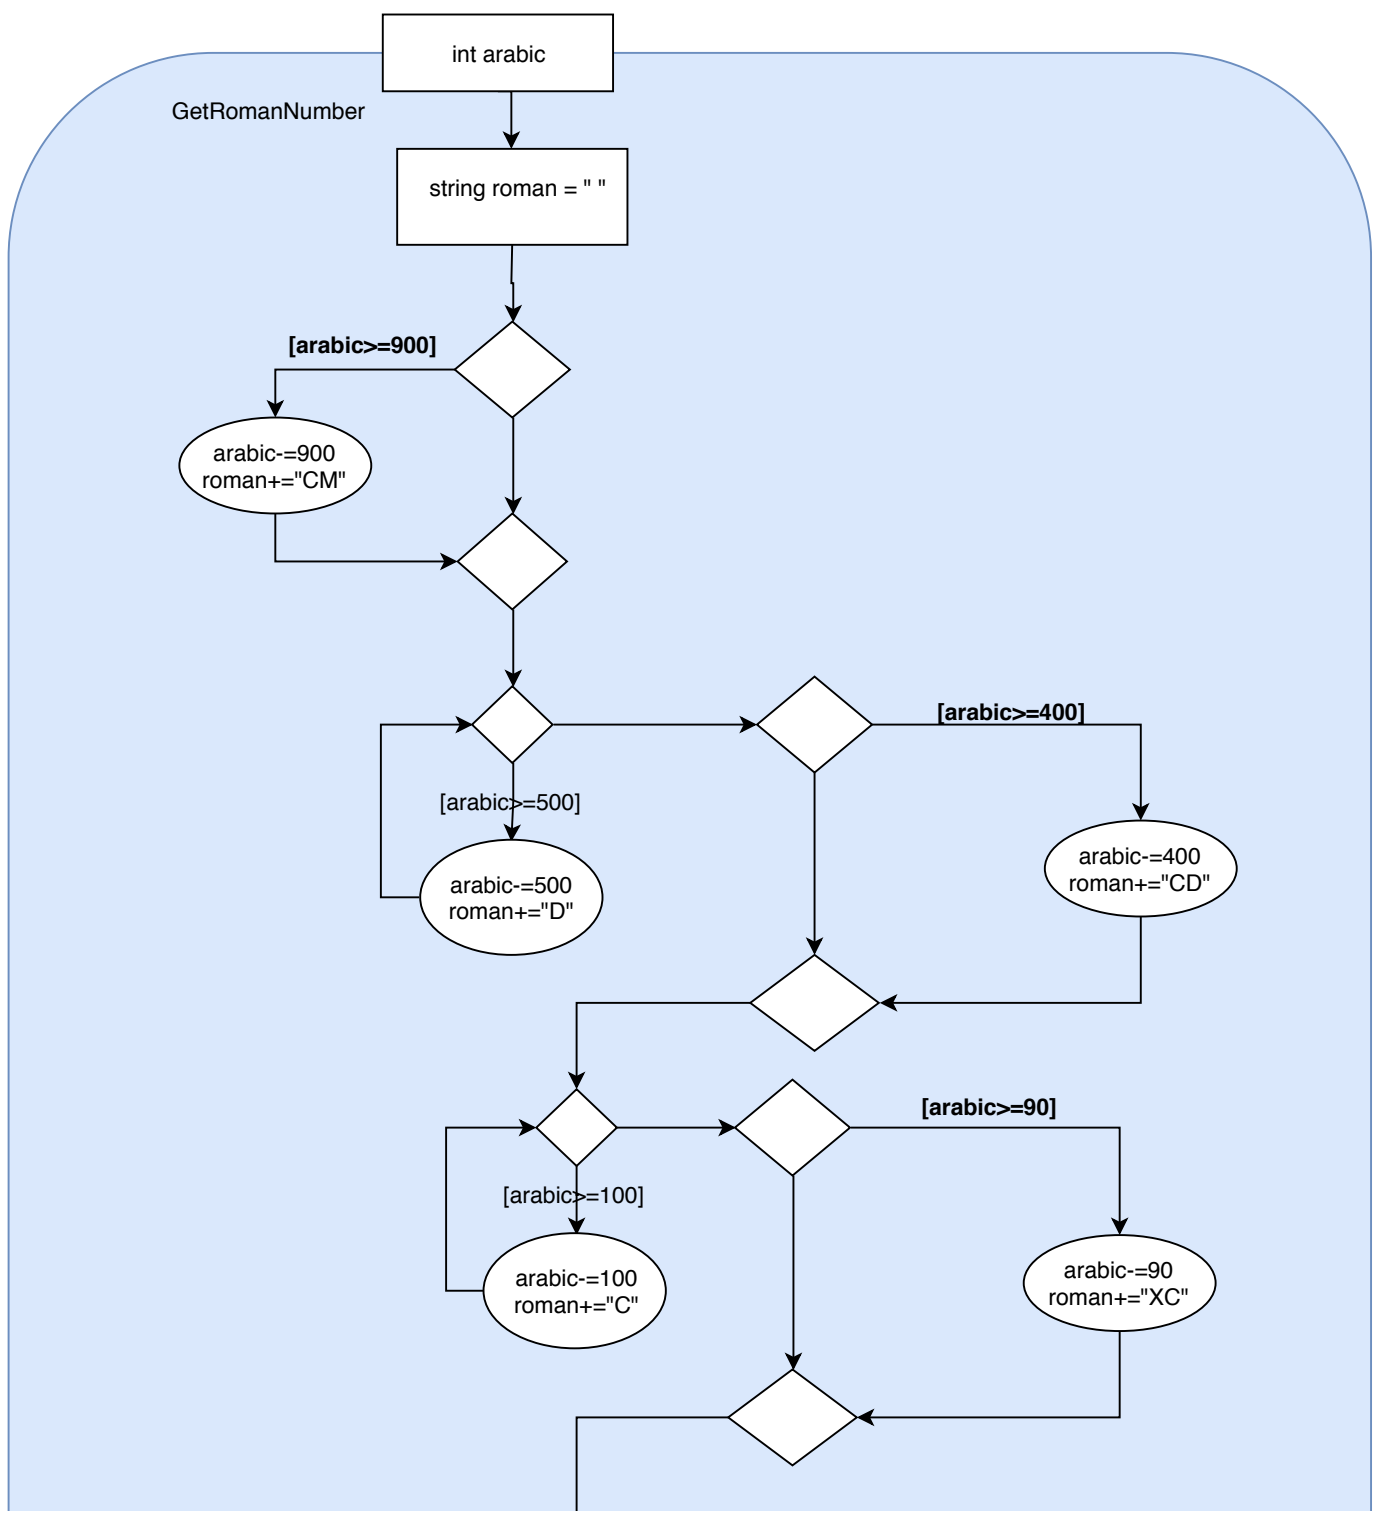 int arabic
GetRomanNumber
string roman = " "
[arabic>=900]
arabic-=900
roman+="CM"
[arabic>=400]
[arabic>=500]
arabic-=400
roman+="CD"
arabic-=500
roman+="D"
[arabic>=90]
[arabic>=100]
arabic-=90
roman+="XC"
arabic-=100
roman+="C"